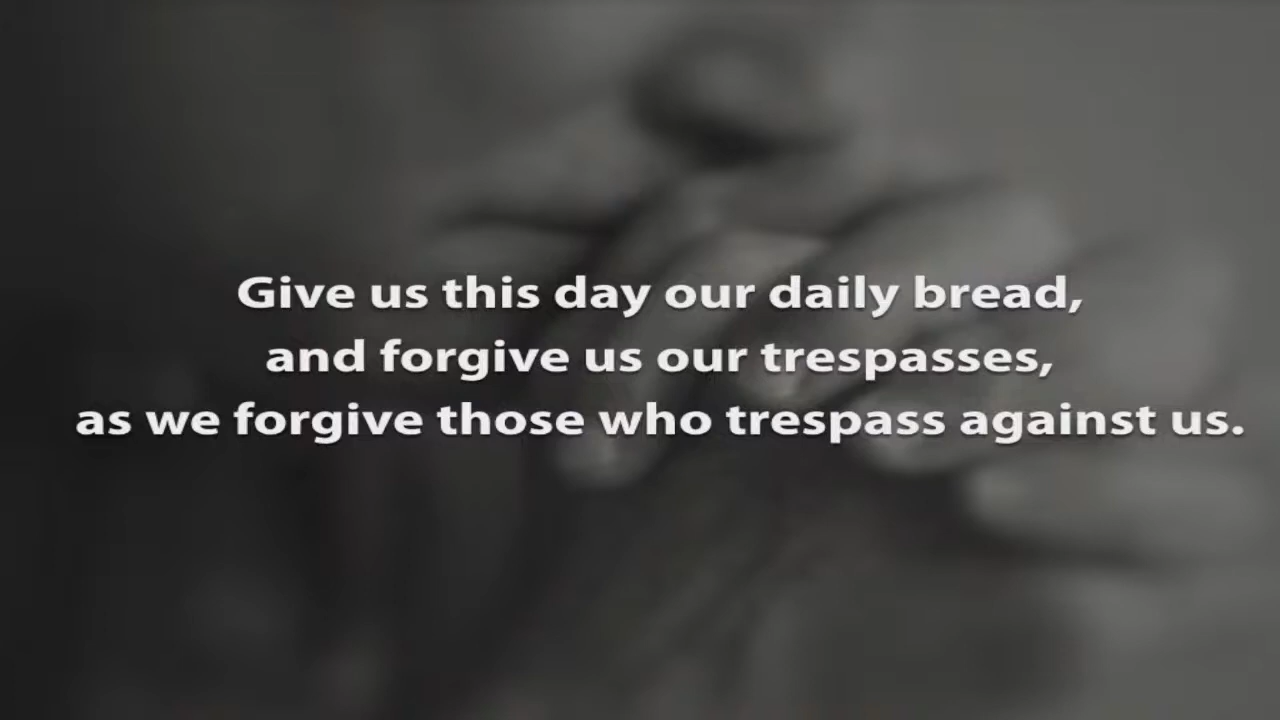 Give us this day our daily bread,
and forgive us our trespasses,
as we forgive those who trespass against us.